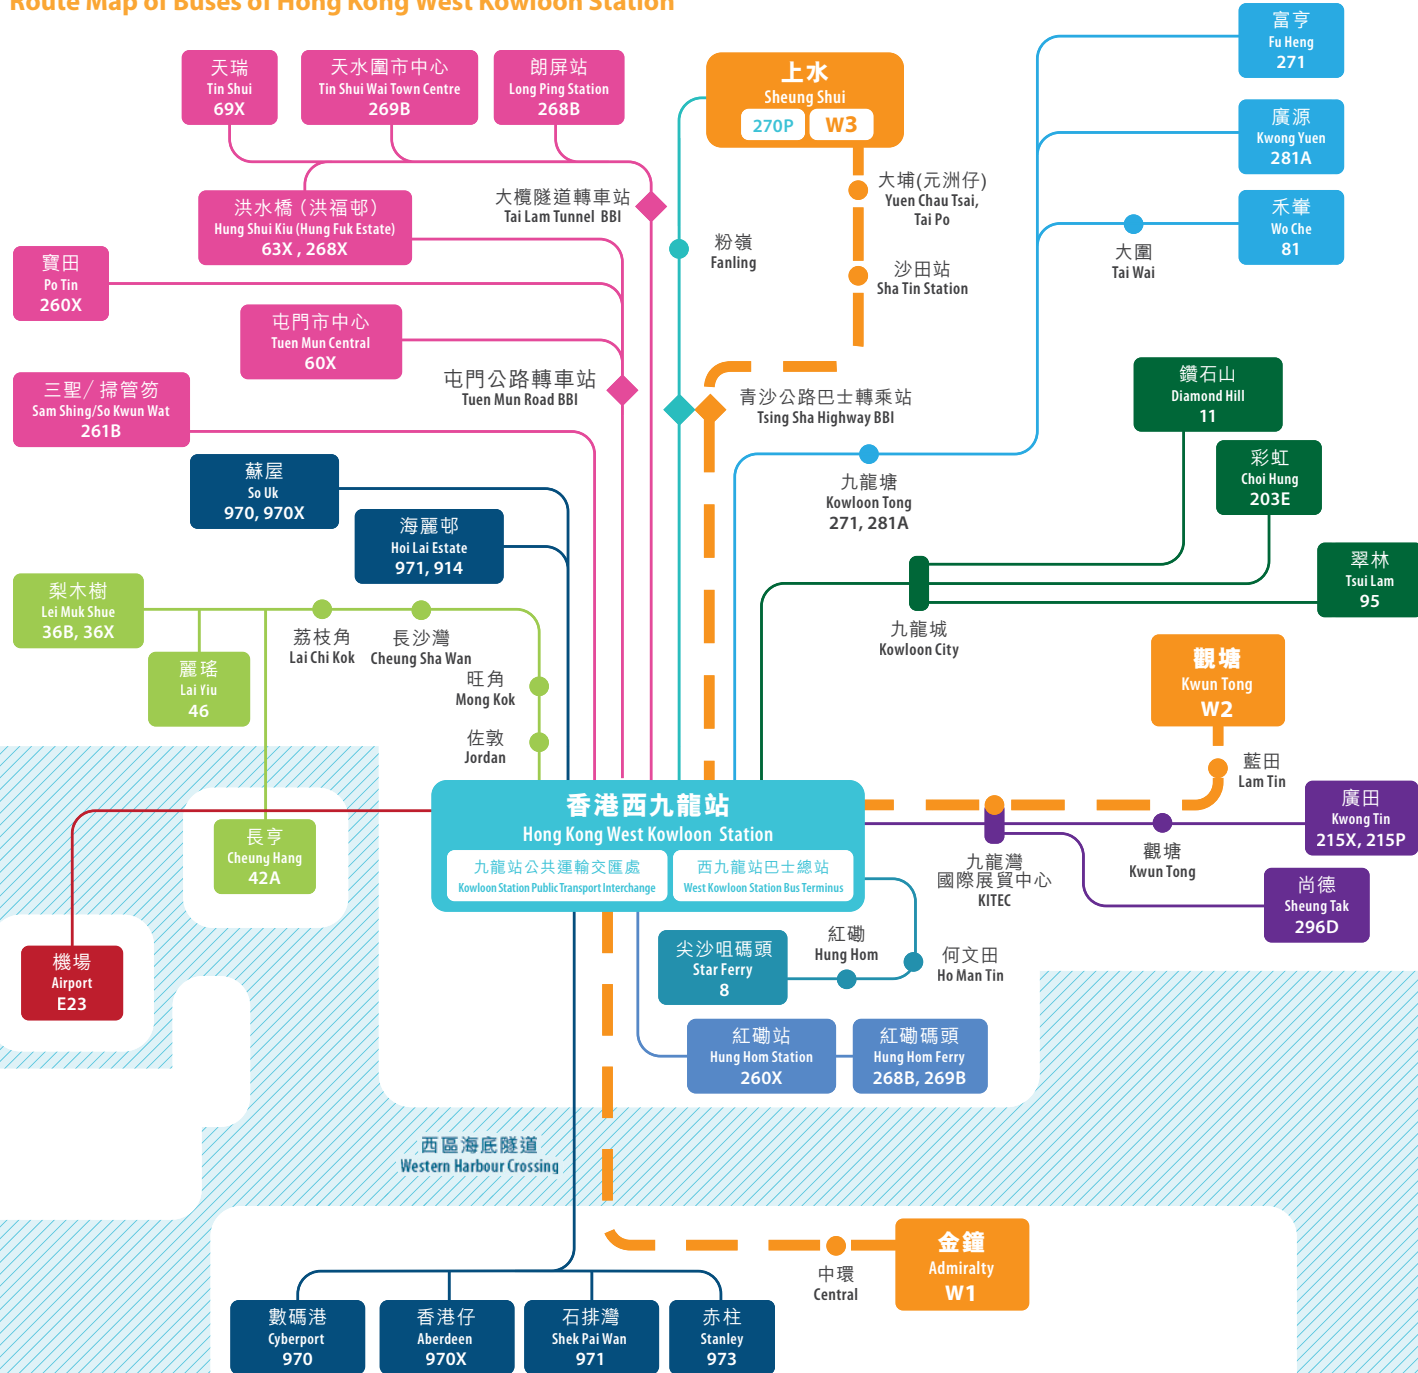 Route Map of Buses of Hong Kong West Kowloon Station
天瑞
Tin Shui
69X
天水圍市中心
Tin Shui Wai Town Centre
269B
朗屏站
Long Ping Station
268B
上水
Sheung Shui
270P
W3
富亨
Fu Heng
271
廣源
Kwong Yuen
281A
禾輋
Wo Che
81
大圍
Tai Wai
洪水橋（洪福邨）
Hung Shui Kiu (Hung Fuk Estate)
63X , 268X
大欖隧道轉車站
Tai Lam Tunnel BBI
粉嶺
Fanling
大埔(元洲仔)
Yuen Chau Tsai,
Tai Po
沙田站
Sha Tin Station
寶田
Po Tin
260X
屯門市中心
Tuen Mun Central
60X
屯門公路轉車站
Tuen Mun Road BBI
青沙公路巴士轉乘站
Tsing Sha Highway BBI
三聖/ 掃管笏
Sam Shing/So Kwun Wat
261B
鑽石山
Diamond Hill
11
彩虹
Choi Hung
203E
翠林
Tsui Lam
95
九龍塘
Kowloon Tong
271, 281A
九龍城
Kowloon City
蘇屋
So Uk
970, 970X
海麗邨
Hoi Lai Estate
971, 914
梨木樹
Lei Muk Shue
36B, 36X
麗瑤
Lai Yiu
46
荔枝角
Lai Chi Kok
長沙灣
Cheung Sha Wan
旺角
Mong Kok
佐敦
Jordan
觀塘
Kwun Tong
W2
藍田
Lam Tin
廣田
Kwong Tin
215X, 215P
觀塘
Kwun Tong
九龍灣
國際展貿中心
KITEC
尚德
Sheung Tak
296D
香港西九龍站
Hong Kong West Kowloon Station
九龍站公共運輸交匯處
Kowloon Station Public Transport Interchange
西九龍站巴士總站
West Kowloon Station Bus Terminus
長亨
Cheung Hang
42A
機場
Airport
E23
尖沙咀碼頭
Star Ferry
8
紅磡
Hung Hom
何文田
Ho Man Tin
紅磡站
Hung Hom Station
260X
紅磡碼頭
Hung Hom Ferry
268B, 269B
西區海底隧道
Western Harbour Crossing
中環
Central
金鐘
Admiralty
W1
數碼港
Cyberport
970
香港仔
Aberdeen
970X
石排灣
Shek Pai Wan
971
赤柱
Stanley
973